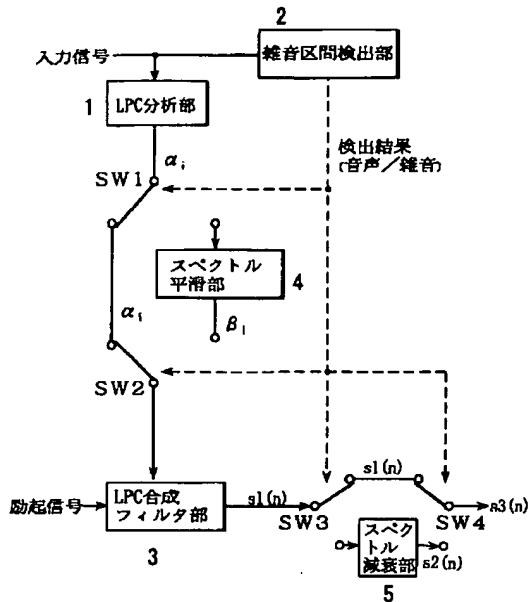 2
入力信号
雑音区間検出部
1
LPC分析部
検出結果
(音声/雑音)
αi
SW1
スペクトル
平滑部
4
αi
βi
SW2
励起信号
LPC合成
フィルタ部
s1(n)
s1(n)
SW3
SW4
s3(n)
3
スペク
トル
減衰部
s2(n)
5